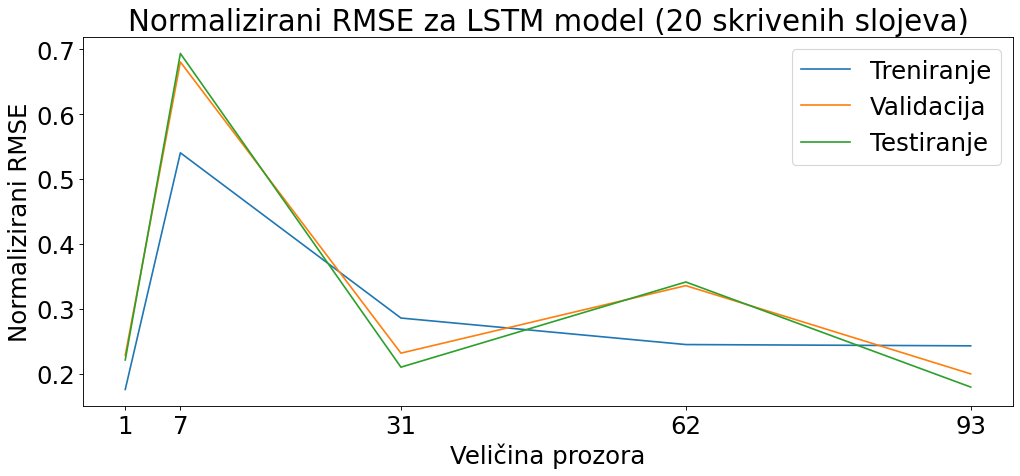 Normalizirani RMSE za LSTM model (20 skrivenih slojeva)
Normalizirani RMSE
0.7
0.6
0.5
0.4
0.3
0.2
Treniranje
Validacija
Testiranje
1 7 31 62 93
Veličina prozora